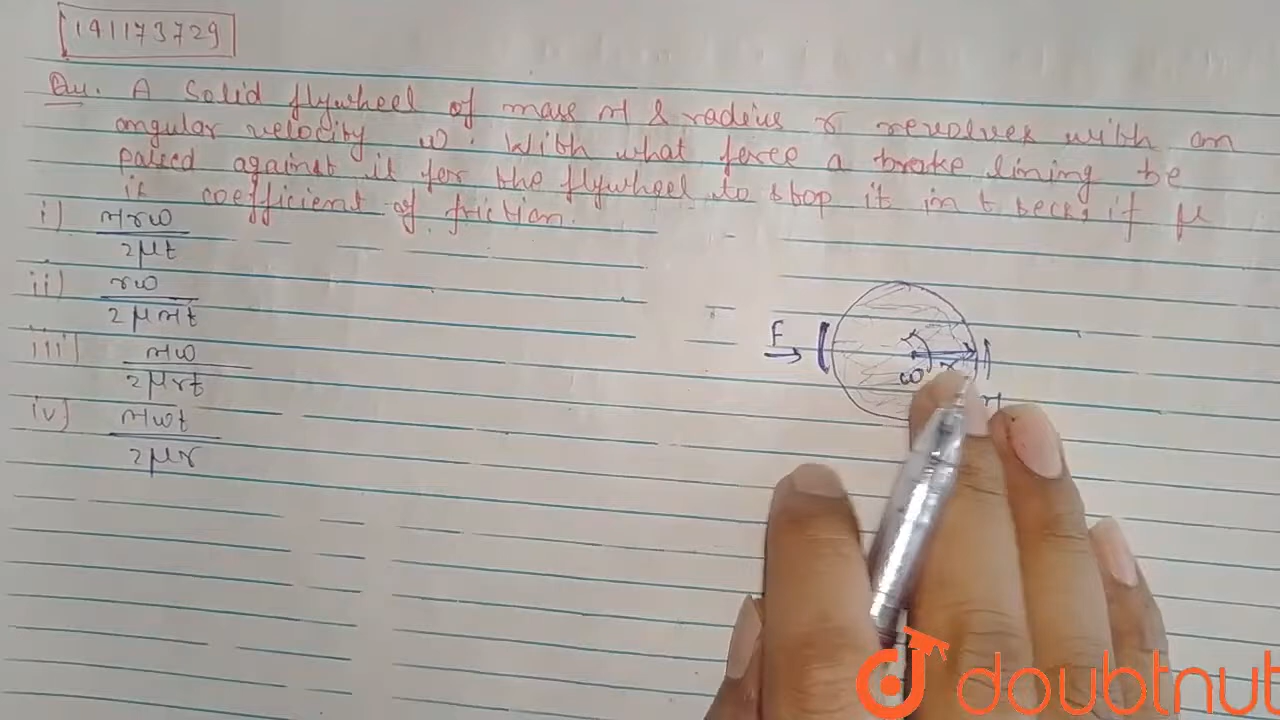 141173729
Qu. A Solid flywheel of mass M & radius r revolves with an
angular velocity ω. With what force a brake lining be
paced against it for the flywheel to stop it in t secs, if μ
is coefficient of friction.
i) Mrω / 2μt
ii) rω / 2μMt
iii) Mω / 2μrt
iv) Mωt / 2μr
F
ω r
M
doubtnut